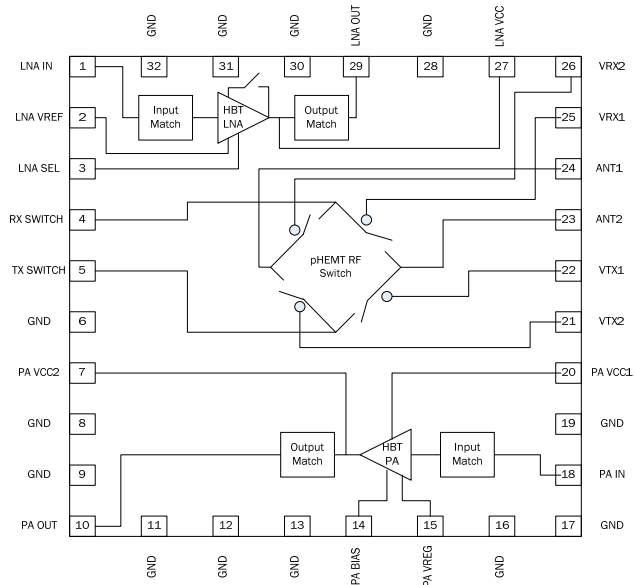 GND
GND
GND
LNA OUT
GND
LNA VCC
LNA IN
1
32
31
30
29
28
27
26
VRX2
LNA VREF
2
Input
Match
HBT
LNA
Output
Match
25
VRX1
LNA SEL
3
24
ANT1
RX SWITCH
4
23
ANT2
pHEMT RF
Switch
TX SWITCH
5
22
VTX1
GND
6
21
VTX2
PA VCC2
7
20
PA VCC1
GND
8
19
GND
Output
Match
HBT
PA
Input
Match
GND
9
18
PA IN
PA OUT
10
11
12
13
14
15
16
17
GND
GND
GND
GND
PA BIAS
PA VREG
GND